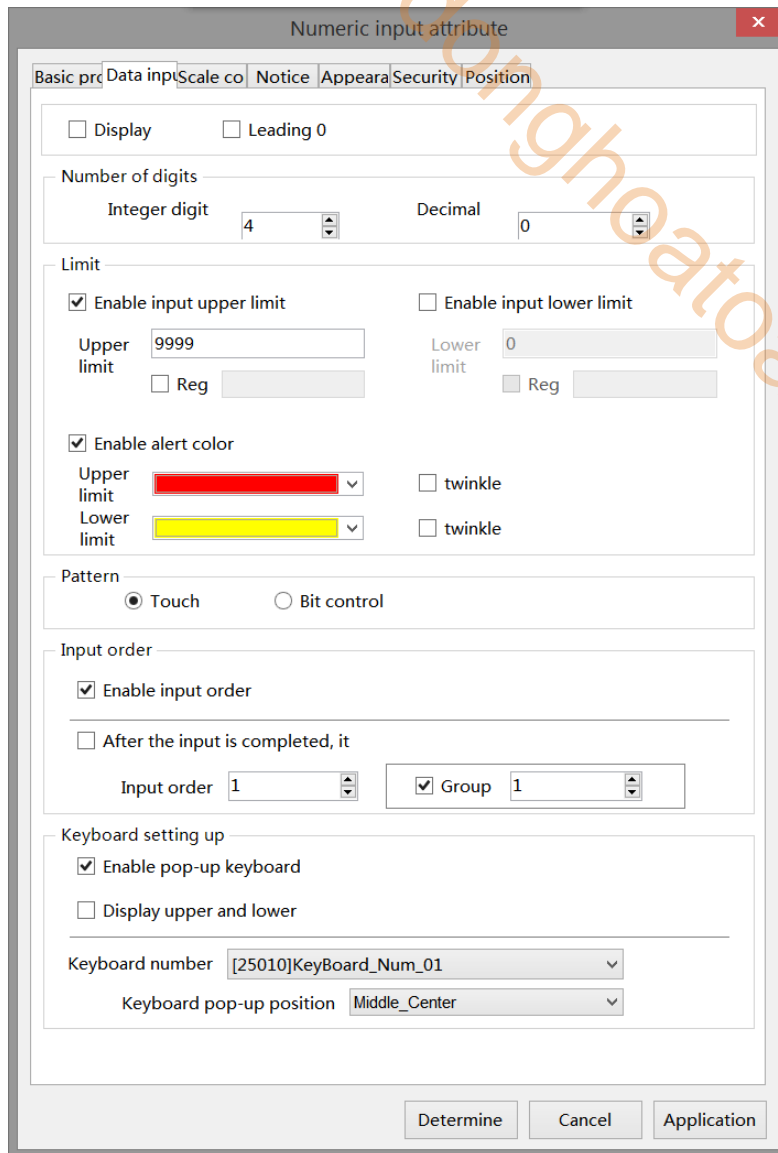 Numeric input attribute
Basic pro Data inpu Scale co Notice Appeara Security Position
Display Leading 0
Number of digits
Integer digit 4 Decimal 0
Limit
Enable input upper limit Enable input lower limit
Upper limit 9999 Lower limit 0
Reg Reg
Enable alert color
Upper limit twinkle
Lower limit twinkle
Pattern
Touch Bit control
Input order
Enable input order
After the input is completed, it
Input order 1 Group 1
Keyboard setting up
Enable pop-up keyboard
Display upper and lower
Keyboard number [25010]KeyBoard_Num_01
Keyboard pop-up position Middle_Center
Determine Cancel Application